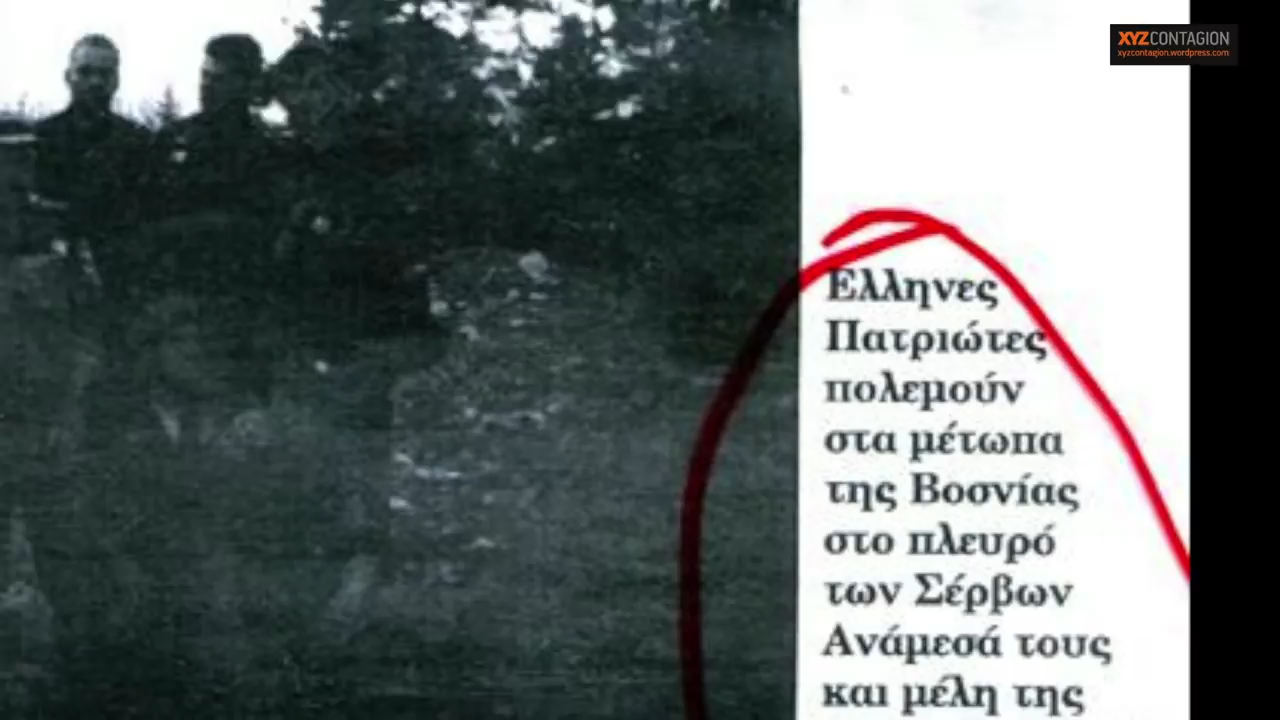 XYZCONTAGION
xyzcontagion.wordpress.com
Ελληνες
Πατριώτες
πολεμούν
στα μέτωπα
της Βοσνίας
στο πλευρό
των Σέρβων
Ανάμεσά τους
και μέλη της